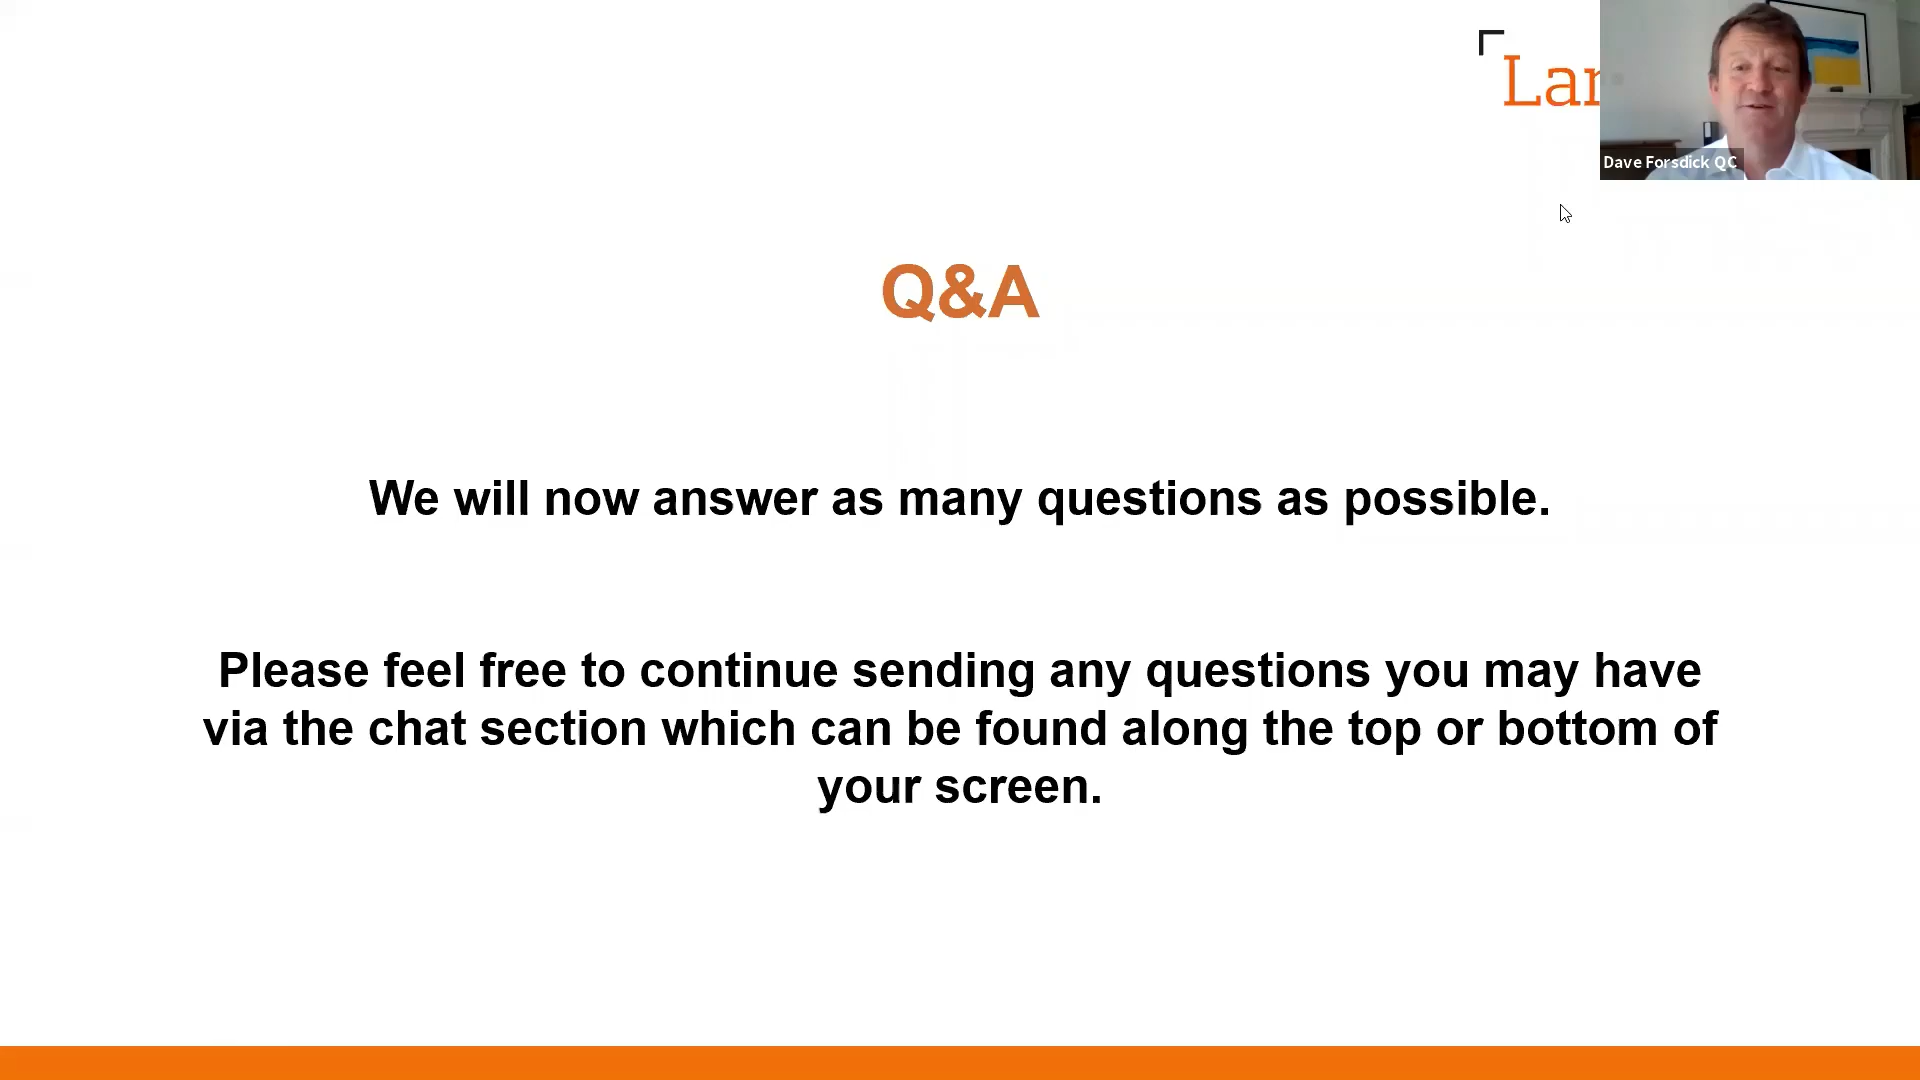 Lan
Dave Forsdick QC
Q&A
We will now answer as many questions as possible.
Please feel free to continue sending any questions you may have
via the chat section which can be found along the top or bottom of
your screen.